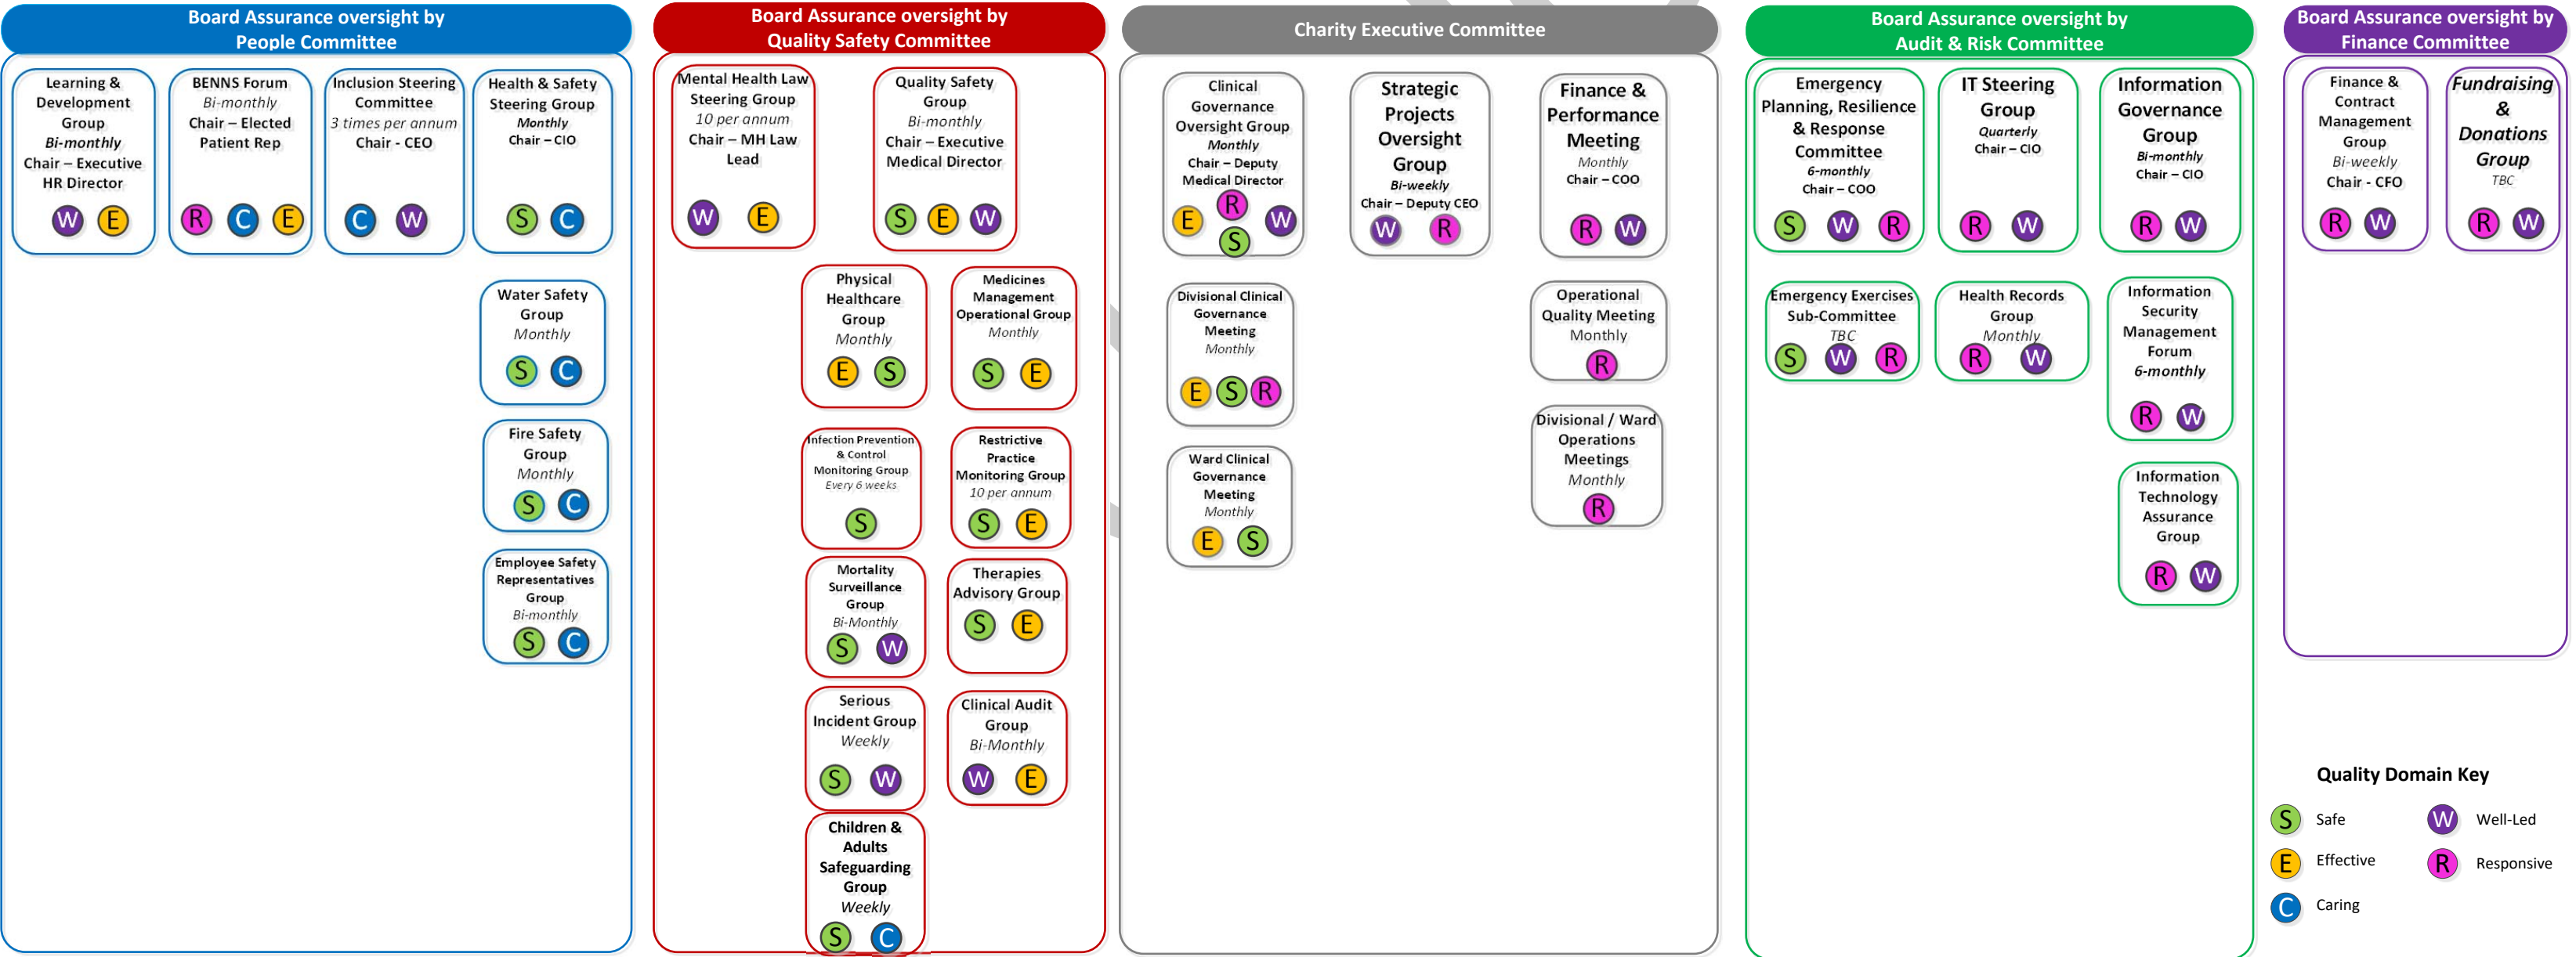 Board Assurance oversight by
People Committee
Learning &
Development
Group
Bi-monthly
Chair – Executive
HR Director
W E
BENNS Forum
Bi-monthly
Chair – Elected
Patient Rep
R C E
Inclusion Steering
Committee
3 times per annum
Chair - CEO
C W
Health & Safety
Steering Group
Monthly
Chair – CIO
S C
Water Safety
Group
Monthly
S C
Fire Safety
Group
Monthly
S C
Employee Safety
Representatives
Group
Bi-monthly
S C
Board Assurance oversight by
Quality Safety Committee
Mental Health Law
Steering Group
10 per annum
Chair – MH Law
Lead
W E
Quality Safety
Group
Bi-monthly
Chair – Executive
Medical Director
S E W
Physical
Healthcare
Group
Monthly
E S
Medicines
Management
Operational Group
Monthly
S E
Infection Prevention
& Control
Monitoring Group
Every 6 weeks
S
Restrictive
Practice
Monitoring Group
10 per annum
S E
Mortality
Surveillance
Group
Bi-Monthly
S W
Therapies
Advisory Group
S E
Serious
Incident Group
Weekly
S W
Clinical Audit
Group
Bi-Monthly
W E
Children &
Adults
Safeguarding
Group
Weekly
S C
Charity Executive Committee
Clinical
Governance
Oversight Group
Monthly
Chair – Deputy
Medical Director
R
E W
S
Strategic
Projects
Oversight
Group
Bi-weekly
Chair – Deputy CEO
W R
Finance &
Performance
Meeting
Monthly
Chair – COO
R W
Divisional Clinical
Governance
Meeting
Monthly
E S R
Operational
Quality Meeting
Monthly
R
Ward Clinical
Governance
Meeting
Monthly
E S
Divisional / Ward
Operations
Meetings
Monthly
R
Board Assurance oversight by
Audit & Risk Committee
Emergency
Planning, Resilience
& Response
Committee
6-monthly
Chair – COO
S W R
IT Steering
Group
Quarterly
Chair – CIO
R W
Information
Governance
Group
Bi-monthly
Chair – CIO
R W
Emergency Exercises
Sub-Committee
TBC
S W R
Health Records
Group
Monthly
R W
Information
Security
Management
Forum
6-monthly
R W
Information
Technology
Assurance
Group
R W
Board Assurance oversight by
Finance Committee
Finance &
Contract
Management
Group
Bi-weekly
Chair - CFO
R W
Fundraising
&
Donations
Group
TBC
R W
Quality Domain Key
S Safe
W Well-Led
E Effective
R Responsive
C Caring